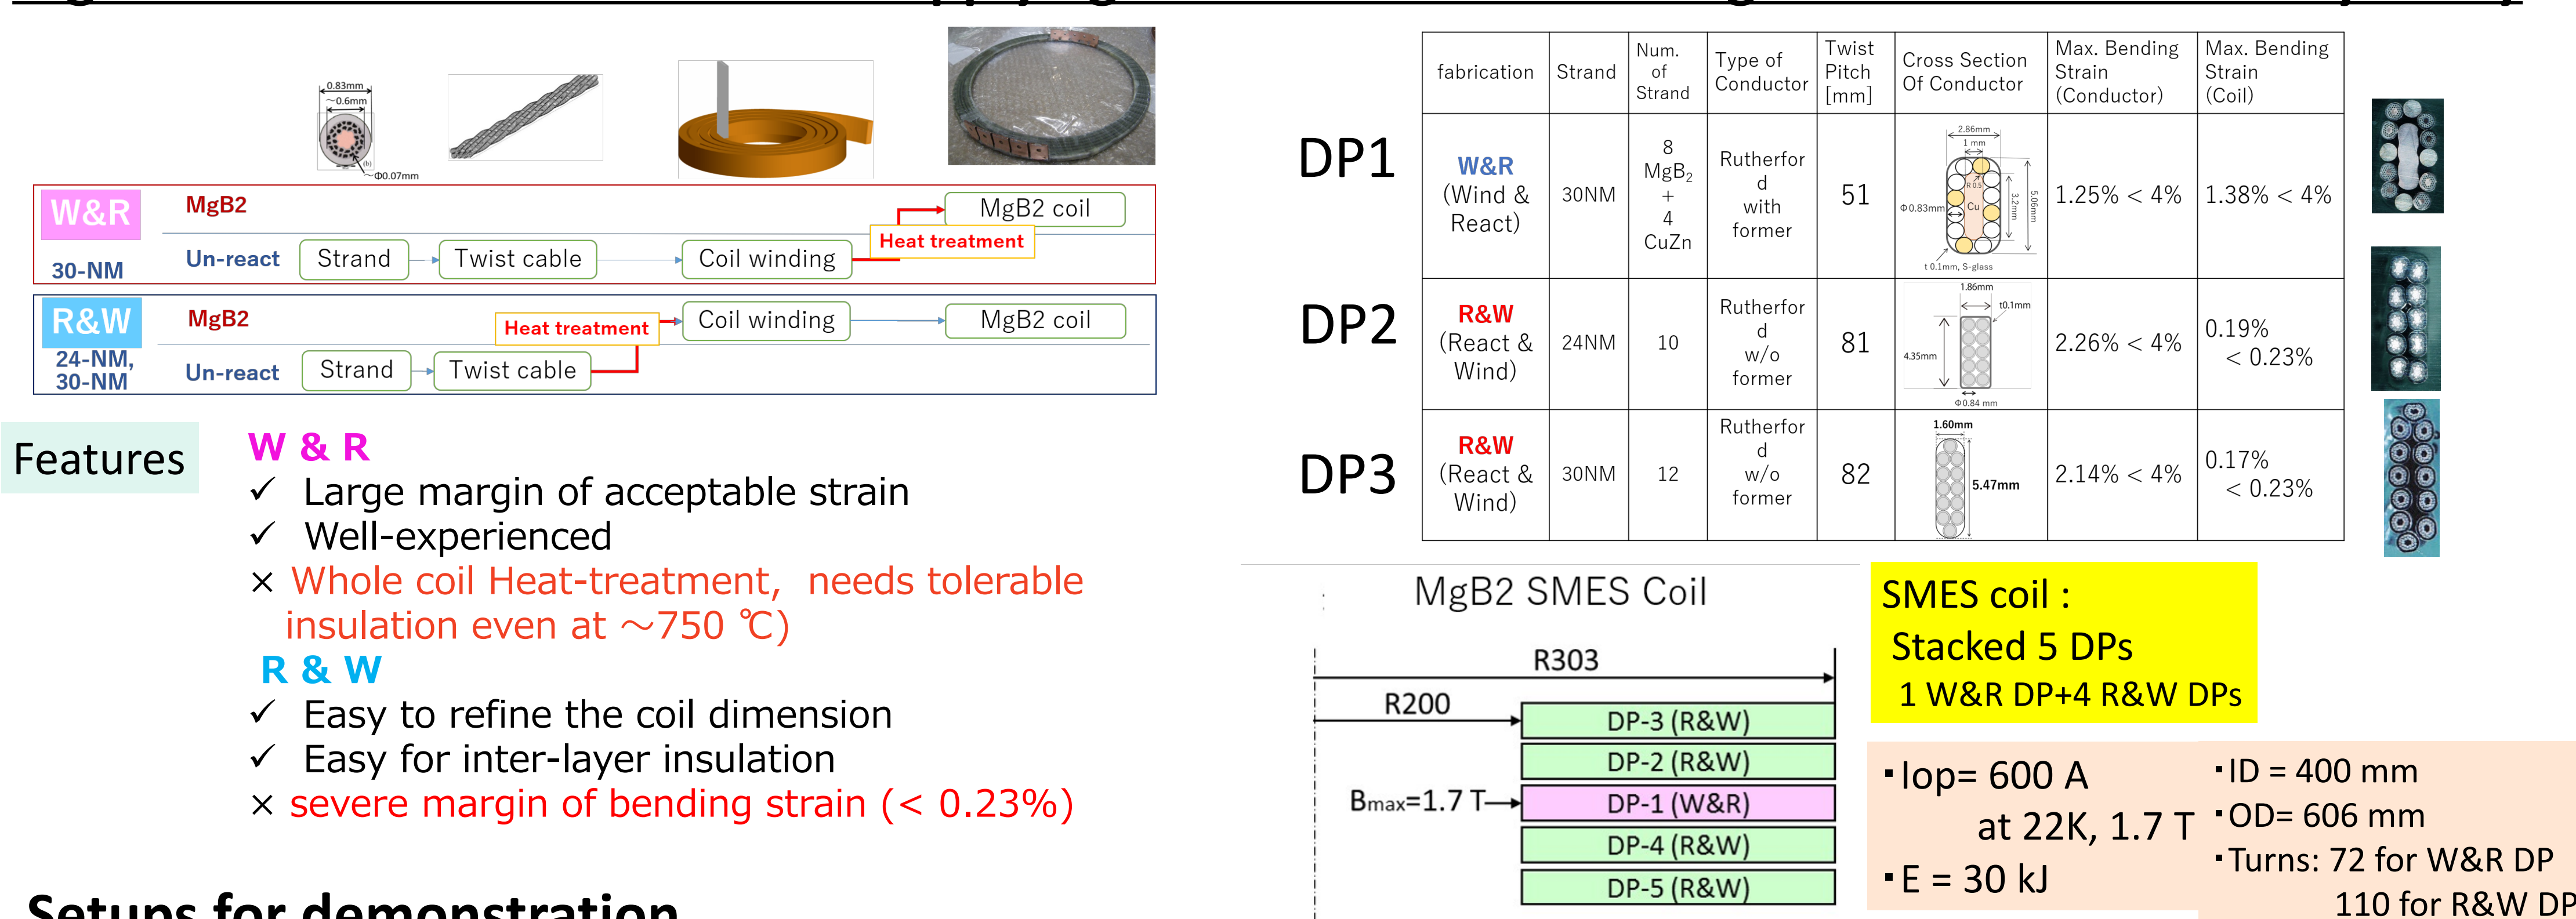 0.83mm
~0.6mm
(b)
~Φ0.07mm
W&R
30-NM
MgB2
Un-react
Strand
Twist cable
Coil winding
Heat treatment
MgB2 coil
R&W
24-NM,
30-NM
MgB2
Un-react
Strand
Twist cable
Heat treatment
Coil winding
MgB2 coil
Features
W & R
✓ Large margin of acceptable strain
✓ Well-experienced
× Whole coil Heat-treatment, needs tolerable
insulation even at ~750 ℃)
R & W
✓ Easy to refine the coil dimension
✓ Easy for inter-layer insulation
× severe margin of bending strain (< 0.23%)
Setups for demonstration
DP1
DP2
DP3
fabrication
Strand
Num.
of
Strand
Type of
Conductor
Twist
Pitch
[mm]
Cross Section
Of Conductor
Max. Bending
Strain
(Conductor)
Max. Bending
Strain
(Coil)
W&R
(Wind &
React)
30NM
8
MgB2
+
4
CuZn
Rutherfor
d
with
former
51
2.86mm
1 mm
R 0.5
Φ0.83mm
Cu
3.2mm
5.06mm
t 0.1mm, S-glass
1.25% < 4%
1.38% < 4%
R&W
(React &
Wind)
24NM
10
Rutherfor
d
w/o
former
81
1.86mm
t0.1mm
4.35mm
Φ0.84 mm
2.26% < 4%
0.19%
< 0.23%
R&W
(React &
Wind)
30NM
12
Rutherfor
d
w/o
former
82
1.60mm
5.47mm
2.14% < 4%
0.17%
< 0.23%
MgB2 SMES Coil
R303
R200
Bmax=1.7 T
DP-3 (R&W)
DP-2 (R&W)
DP-1 (W&R)
DP-4 (R&W)
DP-5 (R&W)
SMES coil :
Stacked 5 DPs
1 W&R DP+4 R&W DPs
・Iop= 600 A
at 22K, 1.7 T
・E = 30 kJ
・ID = 400 mm
・OD= 606 mm
・Turns: 72 for W&R DP
110 for R&W DP